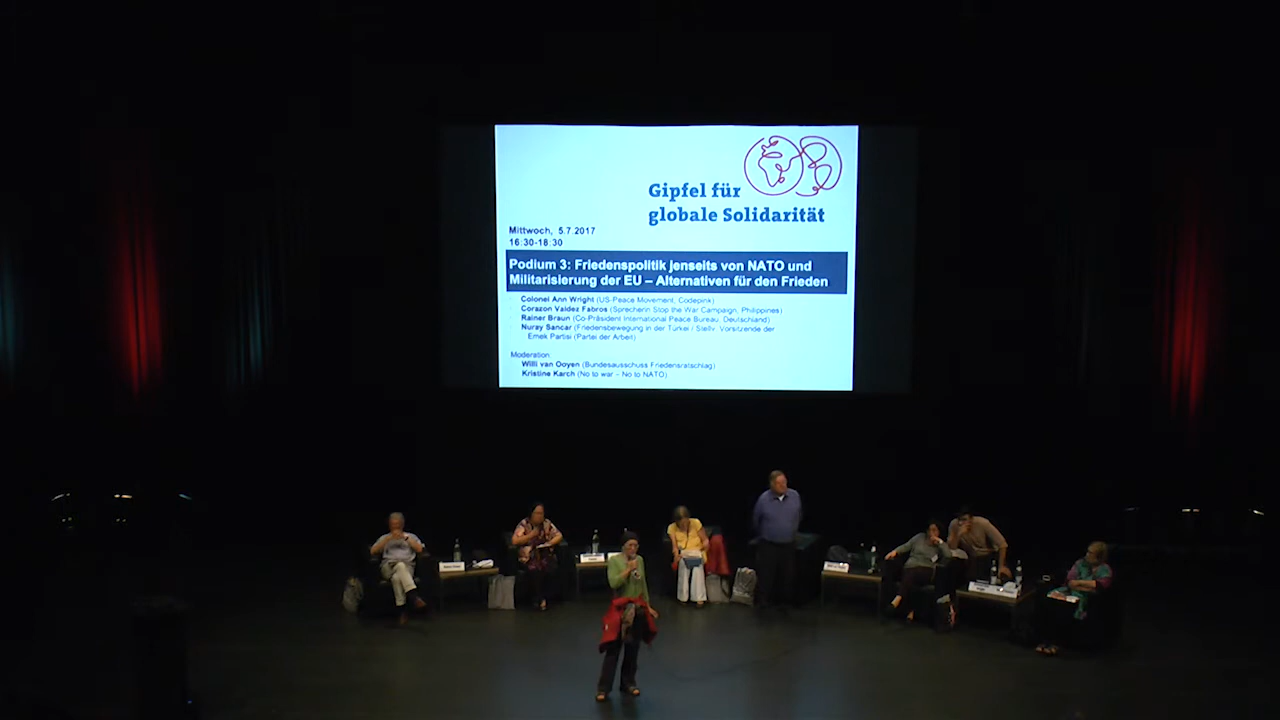 Gipfel für
globale Solidarität
Mittwoch, 5.7.2017
16:30-18:30
Podium 3: Friedenspolitik jenseits von NATO und
Militarisierung der EU – Alternativen für den Frieden
Colonel Ann Wright (US-Peace Movement, Codepink)
Corazon Valdez Fabros (Sprecherin Stop the War Campaign, Philippines)
Rainer Braun (Co-Präsident International Peace Bureau, Deutschland)
Nuray Sancar (Friedensbewegung in der Türkei / Stellv. Vorsitzende der
Emek Partisi (Partei der Arbeit)
Moderation:
Willi van Ooyen (Bundesausschuss Friedensratschlag)
Kristine Karch (No to war - No to NATO)